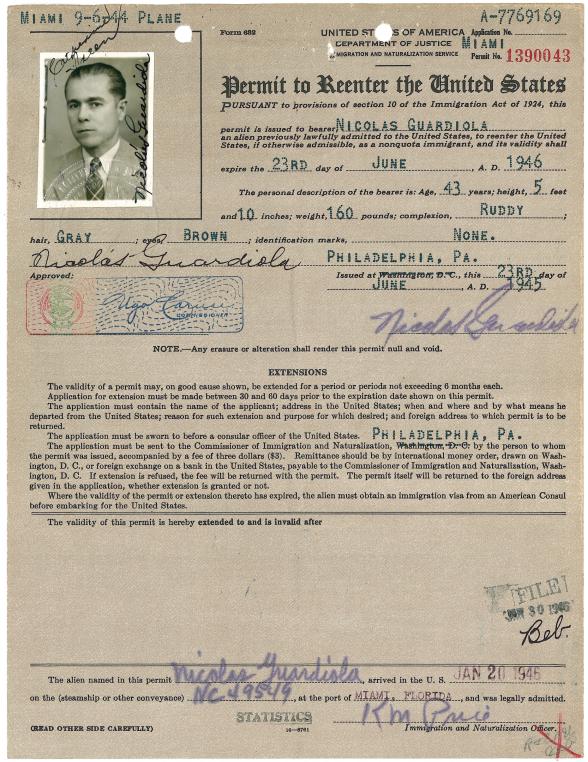 MIAMI 9-6-44 PLANE
A-7769169
Form 632
UNITED STATES OF AMERICA
Application No.
DEPARTMENT OF JUSTICE
MIAMI
IMMIGRATION AND NATURALIZATION SERVICE
Permit No. 1390043
Permit to Reenter the United States
PURSUANT to provisions of section 10 of the Immigration Act of 1924, this
permit is issued to bearer NICOLAS GUARDIOLA
an alien previously lawfully admitted to the United States, to reenter the United
States, if otherwise admissible, as a nonquota immigrant, and its validity shall
expire the 23RD day of JUNE, A. D. 1946
The personal description of the bearer is: Age, 43 years; height, 5 feet
and 10 inches; weight, 160 pounds; complexion, RUDDY;
hair, GRAY; eyes, BROWN; identification marks, NONE.
Nicolás Guardiola
PHILADELPHIA, PA.
Approved:
Issued at Washington, D. C., this 23RD day of
JUNE, A. D. 1945
Ugo Carusi
COMMISSIONER
Nicolas Guardiola
Nicolás Guardiola
NOTE.—Any erasure or alteration shall render this permit null and void.
EXTENSIONS
The validity of a permit may, on good cause shown, be extended for a period or periods not exceeding 6 months each.
Application for extension must be made between 30 and 60 days prior to the expiration date shown on this permit.
The application must contain the name of the applicant; address in the United States; when and where and by what means he
departed from the United States; reason for such extension and purpose for which desired; and foreign address to which permit is to be
returned.
The application must be sworn to before a consular officer of the United States. PHILADELPHIA, PA.
The application must be sent to the Commissioner of Immigration and Naturalization, Washington, D. C. by the person to whom
the permit was issued, accompanied by a fee of three dollars ($3). Remittance should be by international money order, drawn on Wash-
ington, D. C., or foreign exchange on a bank in the United States, payable to the Commissioner of Immigration and Naturalization, Wash-
ington, D. C. If extension is refused, the fee will be returned with the permit. The permit itself will be returned to the foreign address
given in the application, whether extension is granted or not.
Where the validity of the permit or extension thereto has expired, the alien must obtain an immigration visa from an American Consul
before embarking for the United States.
The validity of this permit is hereby extended to and is invalid after
FILE
JAN 30 1946
Beb.
The alien named in this permit Nicolas Guardiola, arrived in the U. S. JAN 20 1946
on the (steamship or other conveyance) NC 49549, at the port of MIAMI, FLORIDA, and was legally admitted.
STATISTICS
Immigration and Naturalization Officer.
(READ OTHER SIDE CAREFULLY)